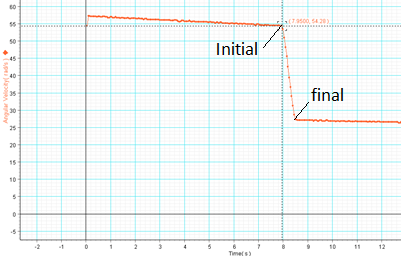 60
55
50
45
40
35
30
25
20
15
10
5
0
-5
Angular Velocity( rad/s )
( 7.9500, 54.28 )
Initial
final
-2 -1 0 1 2 3 4 5 6 7 8 9 10 11 12
Time( s )